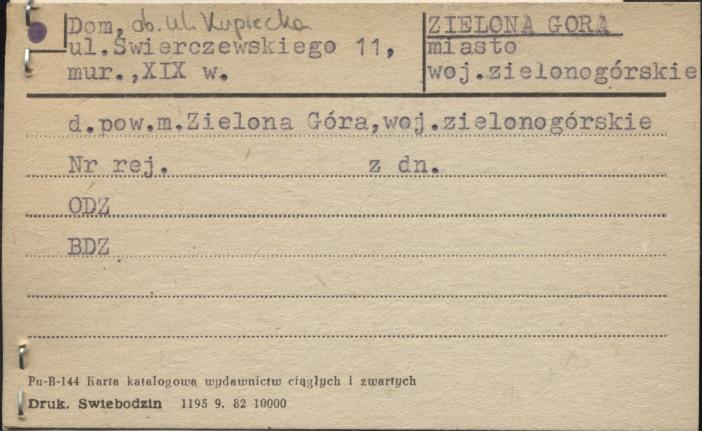 Dom, ob. ul. Kupiecka
ul.Świerczewskiego 11,
mur.,XIX w.
ZIELONA GÓRA
miasto
woj.zielonogórskie
d.pow.m.Zielona Góra,woj.zielonogórskie
Nr rej. z dn.
ODZ
BDZ
Pu-B-144 Karta katalogowa wydawnictw ciągłych i zwartych
Druk. Swiebodzin 1195 9. 82 10000